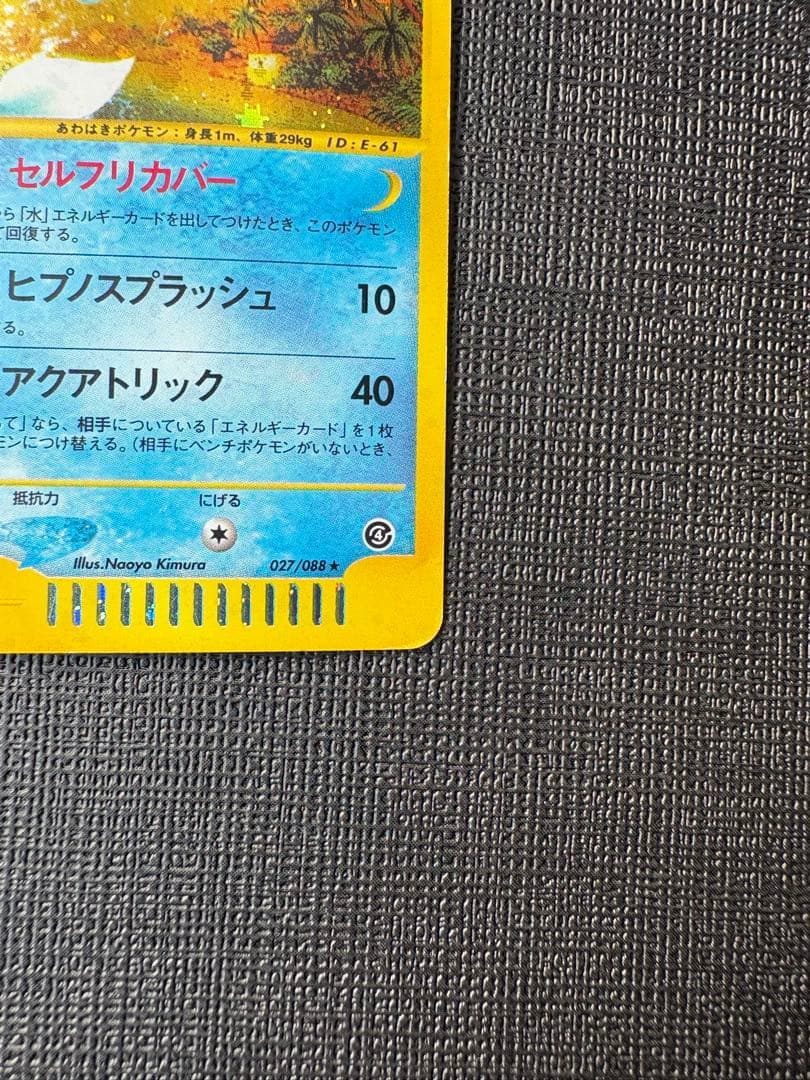 あわはきポケモン：身長1m、体重29kg ID:E-61
セルフリカバー
ら「水」エネルギーカードを出してつけたとき、このポケモン
て回復する。
ヒプノスプラッシュ 10
る。
アクアトリック 40
って」なら、相手についている「エネルギーカード」を1枚
モンにつけ替える。(相手にベンチポケモンがいないとき、
抵抗力 にげる
Illus.Naoyo Kimura 027/088★